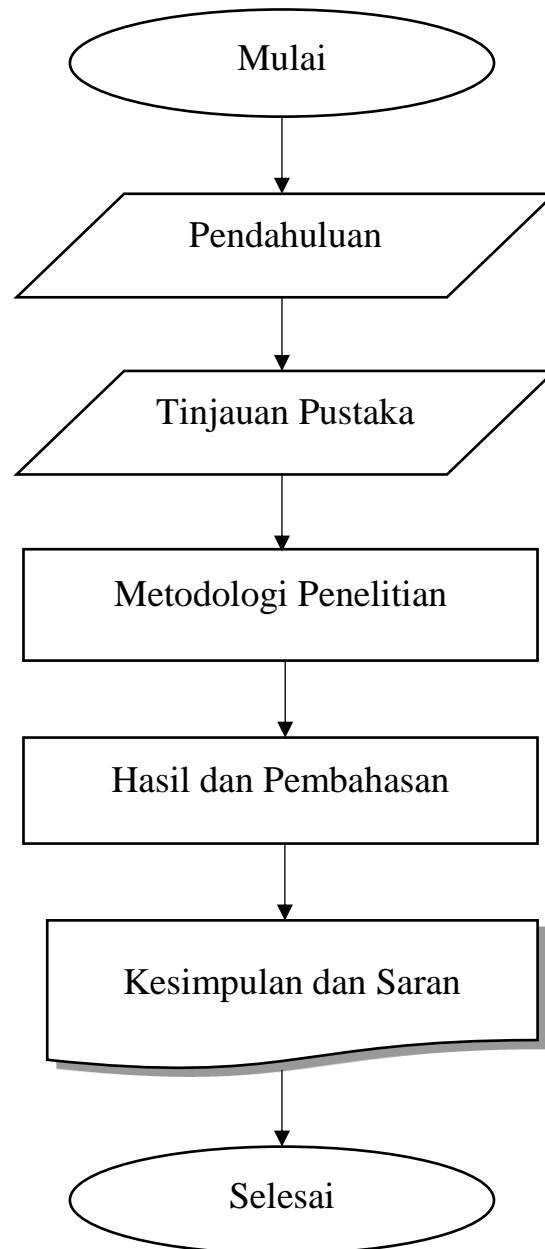 Mulai
Pendahuluan
Tinjauan Pustaka
Metodologi Penelitian
Hasil dan Pembahasan
Kesimpulan dan Saran
Selesai